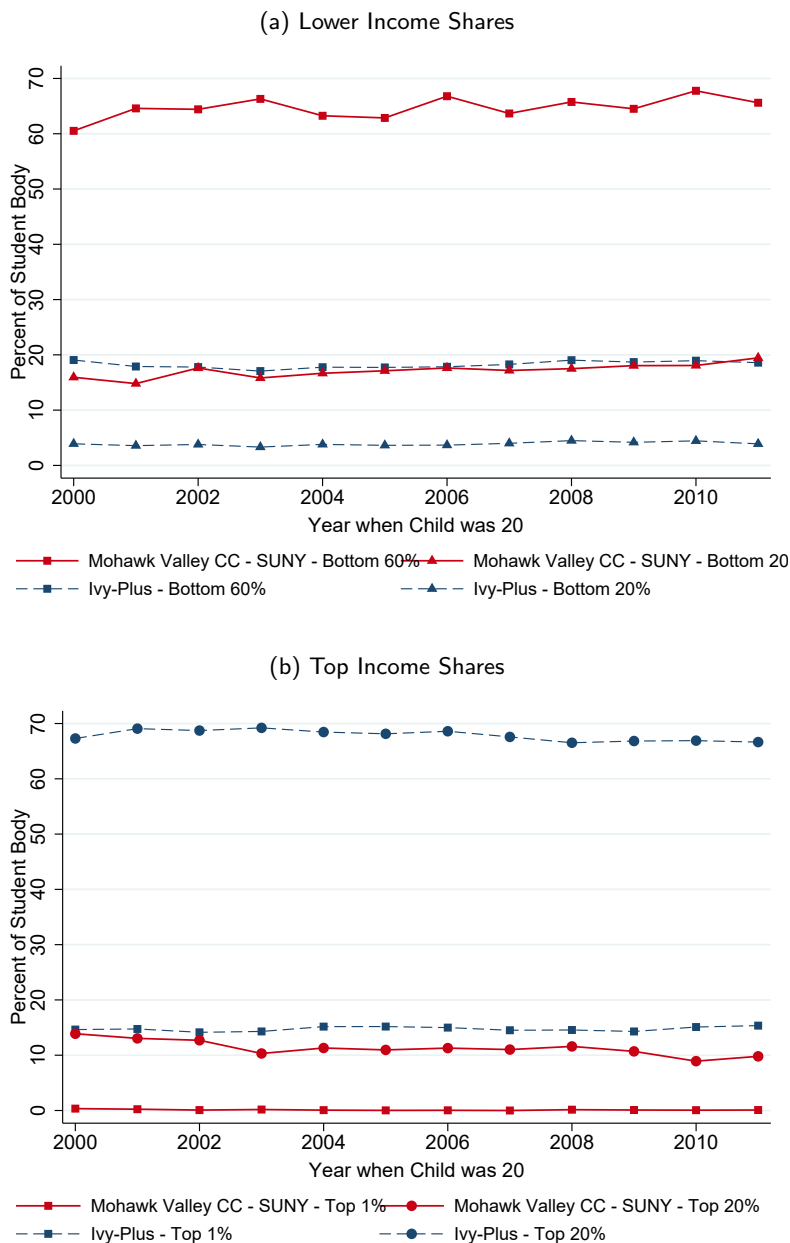 (a) Lower Income Shares
Percent of Student Body
70
60
50
40
30
20
10
0
2000 2002 2004 2006 2008 2010
Year when Child was 20
Mohawk Valley CC - SUNY - Bottom 60% Mohawk Valley CC - SUNY - Bottom 20
Ivy-Plus - Bottom 60% Ivy-Plus - Bottom 20%
(b) Top Income Shares
Percent of Student Body
70
60
50
40
30
20
10
0
2000 2002 2004 2006 2008 2010
Year when Child was 20
Mohawk Valley CC - SUNY - Top 1% Mohawk Valley CC - SUNY - Top 20%
Ivy-Plus - Top 1% Ivy-Plus - Top 20%